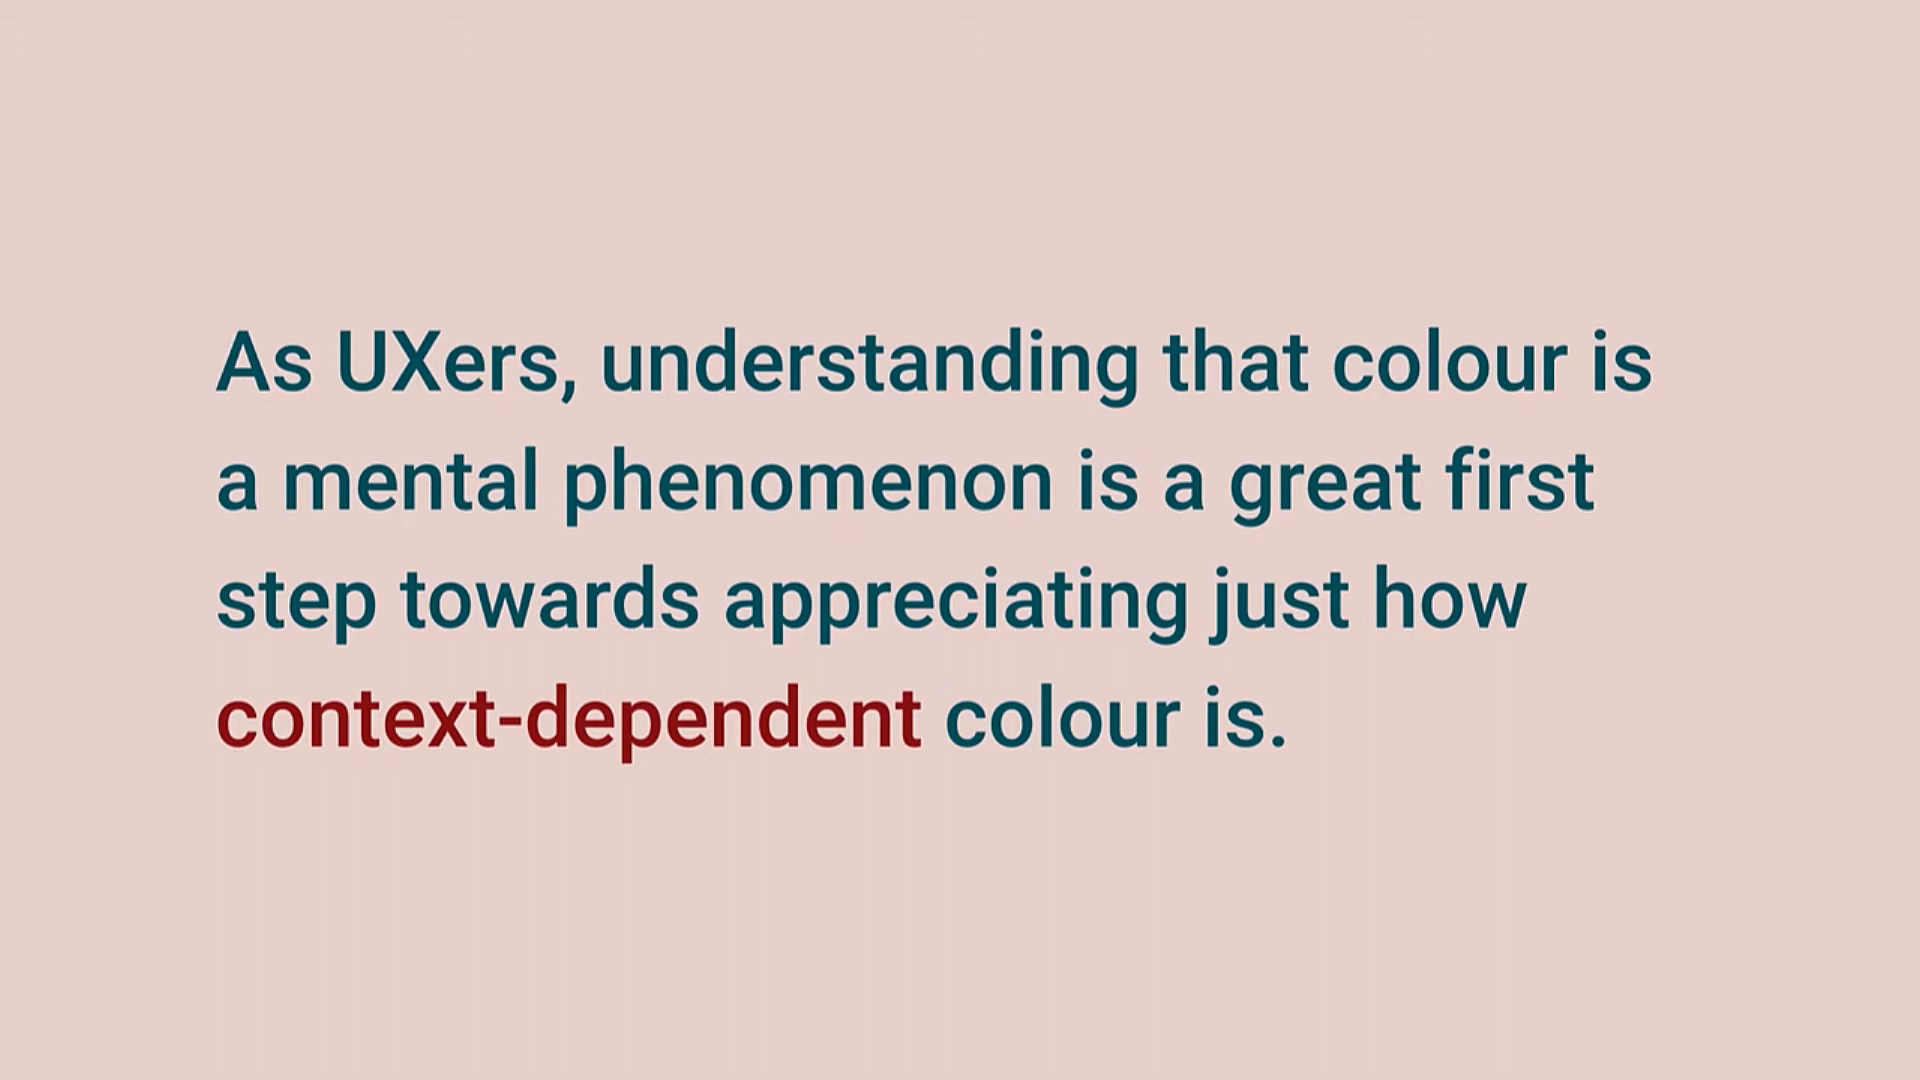 As UXers, understanding that colour is
a mental phenomenon is a great first
step towards appreciating just how
context-dependent colour is.